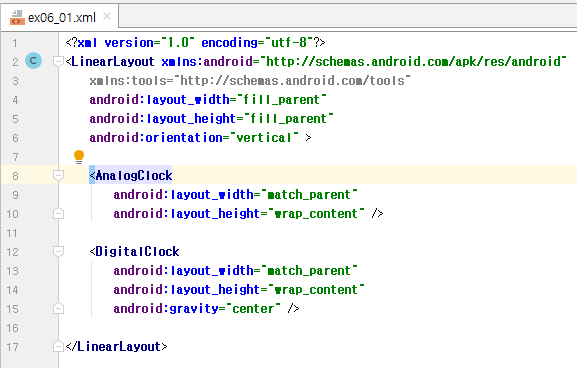 ex06_01.xml
1 <?xml version="1.0" encoding="utf-8"?>
2 <LinearLayout xmlns:android="http://schemas.android.com/apk/res/android"
3 xmlns:tools="http://schemas.android.com/tools"
4 android:layout_width="fill_parent"
5 android:layout_height="fill_parent"
6 android:orientation="vertical" >
7
8 <AnalogClock
9 android:layout_width="match_parent"
10 android:layout_height="wrap_content" />
11
12 <DigitalClock
13 android:layout_width="match_parent"
14 android:layout_height="wrap_content"
15 android:gravity="center" />
16
17 </LinearLayout>